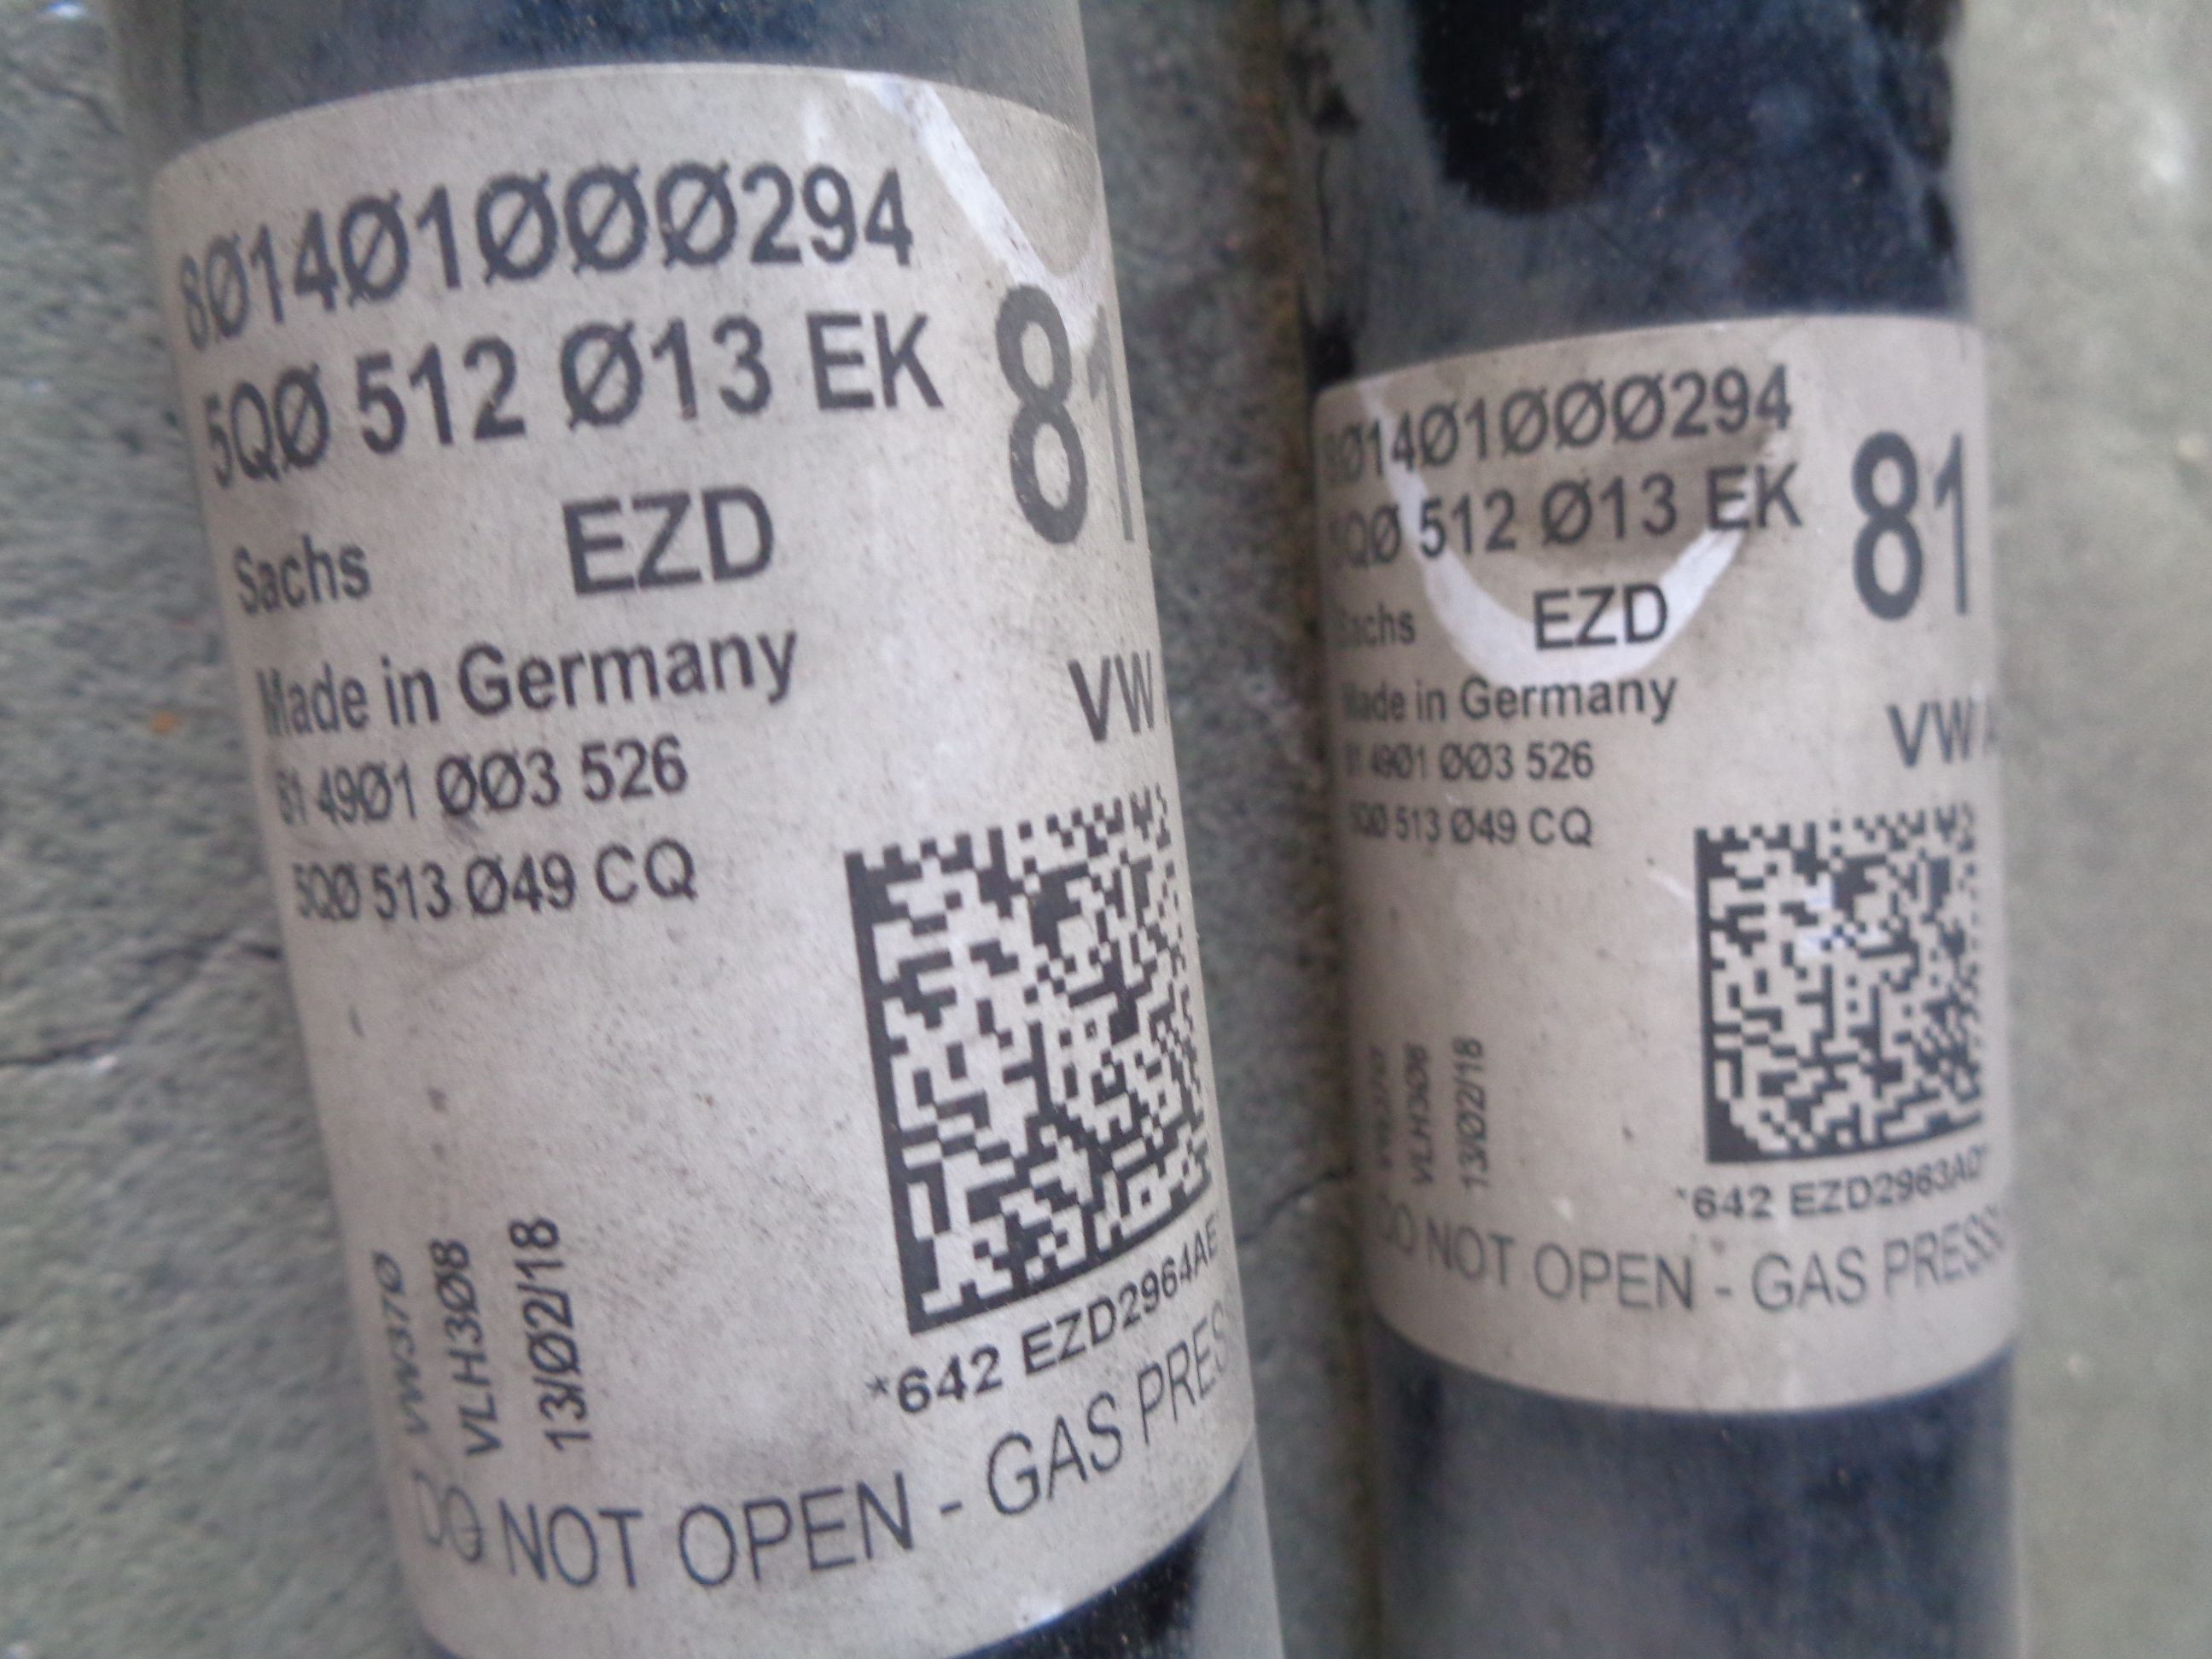 8Ø14Ø1ØØØ294
5QØ 512 Ø13 EK
81
Sachs EZD
Made in Germany
VW
81 49Ø1 ØØ3 526
5QØ 513 Ø49 CQ
VW37Ø
VLH3Ø8
13/Ø2/18
*642 EZD2964AE
DO NOT OPEN - GAS PRES
8Ø14Ø1ØØØ294
5QØ 512 Ø13 EK
81
Sachs EZD
Made in Germany
VW
81 49Ø1 ØØ3 526
5QØ 513 Ø49 CQ
VLH3Ø8
13/Ø2/18
*642 EZD2963AD*
DO NOT OPEN - GAS PRESS